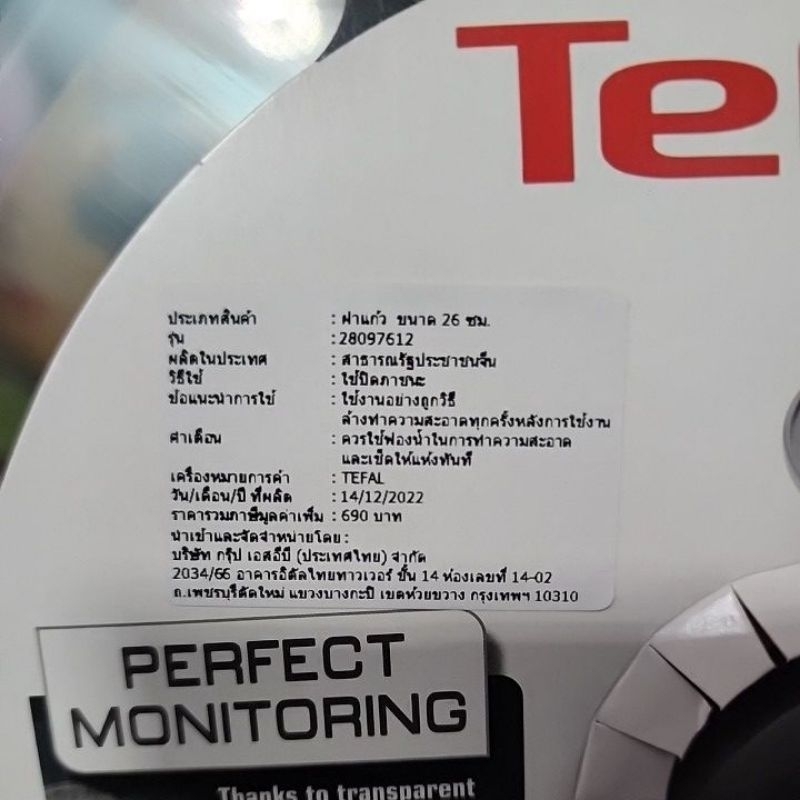 Te
ประเภทสินค้า : ฝาแก้ว ขนาด 26 ซม.
รุ่น : 28097612
ผลิตในประเทศ : สาธารณรัฐประชาชนจีน
วิธีใช้ : ใช้ปิดภาชนะ
ข้อแนะนำการใช้ : ใช้งานอย่างถูกวิธี
ล้างทำความสะอาดทุกครั้งหลังการใช้งาน
คำเตือน : ควรใช้ฟองน้ำในการทำความสะอาด
และเช็ดให้แห้งทันที
เครื่องหมายการค้า : TEFAL
วัน/เดือน/ปี ที่ผลิต : 14/12/2022
ราคารวมภาษีมูลค่าเพิ่ม : 690 บาท
นำเข้าและจัดจำหน่ายโดย :
บริษัท กรุ๊ป เอสอีบี (ประเทศไทย) จำกัด
2034/66 อาคารอิตัลไทยทาวเวอร์ ชั้น 14 ห้องเลขที่ 14-02
ถ.เพชรบุรีตัดใหม่ แขวงบางกะปิ เขตห้วยขวาง กรุงเทพฯ 10310
PERFECT
MONITORING
Thanks to transparent